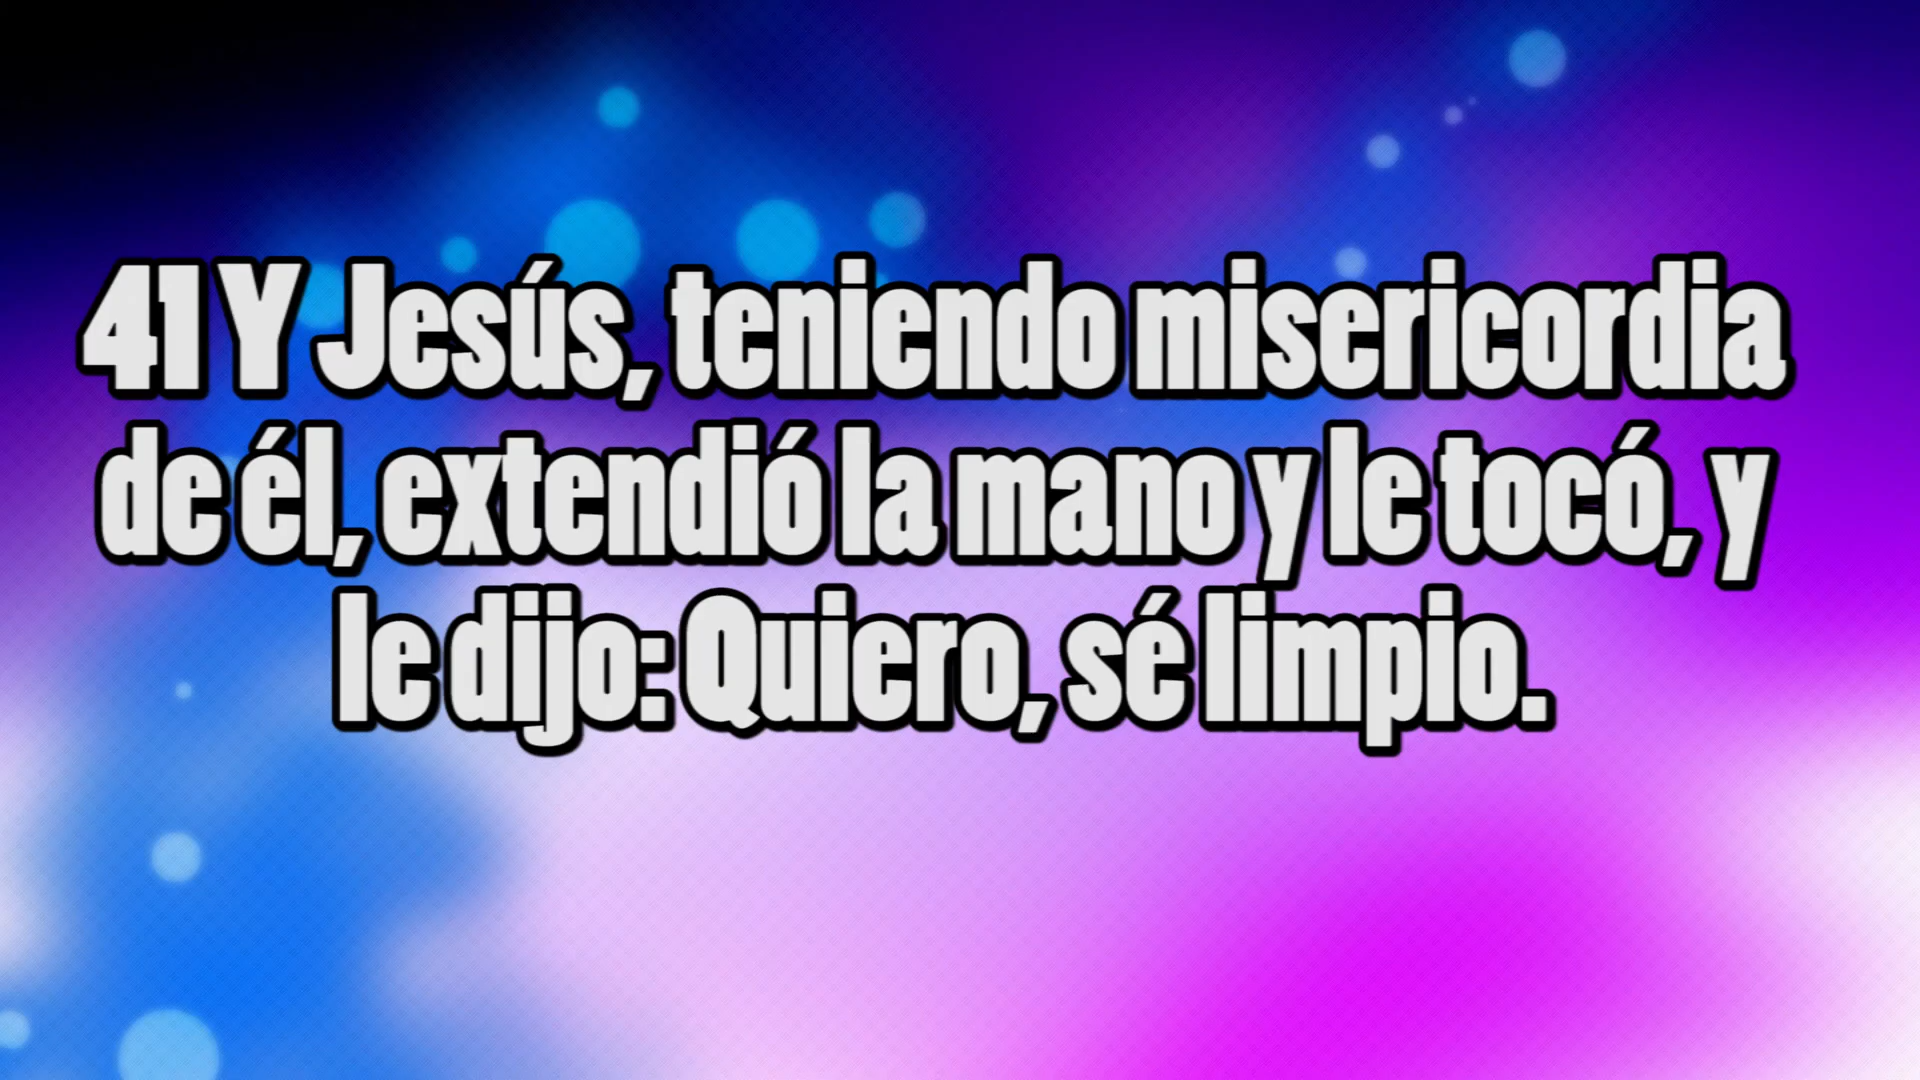 41 Y Jesús, teniendo misericordia
de él, extendió la mano y le tocó, y
le dijo: Quiero, sé limpio.